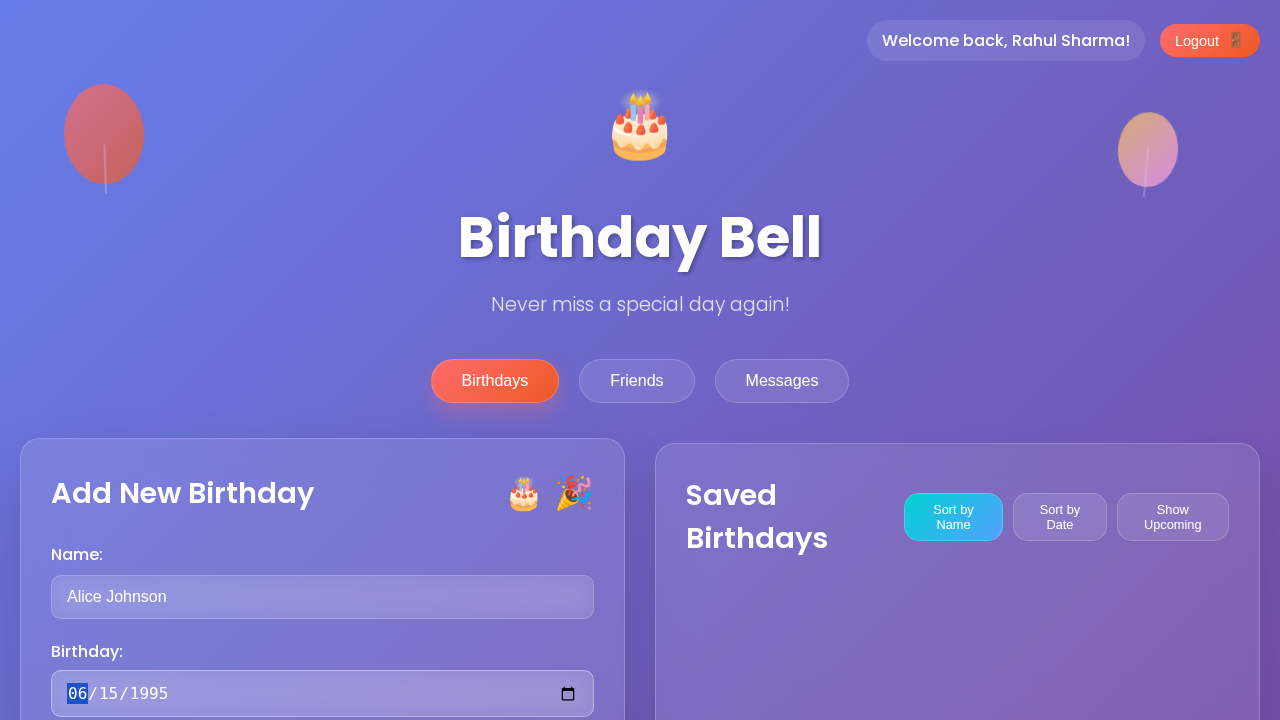 Welcome back, Rahul Sharma!
Logout
Birthday Bell
Never miss a special day again!
Birthdays
Friends
Messages
Add New Birthday
Name:
Alice Johnson
Birthday:
06/15/1995
Saved
Birthdays
Sort by
Name
Sort by
Date
Show
Upcoming